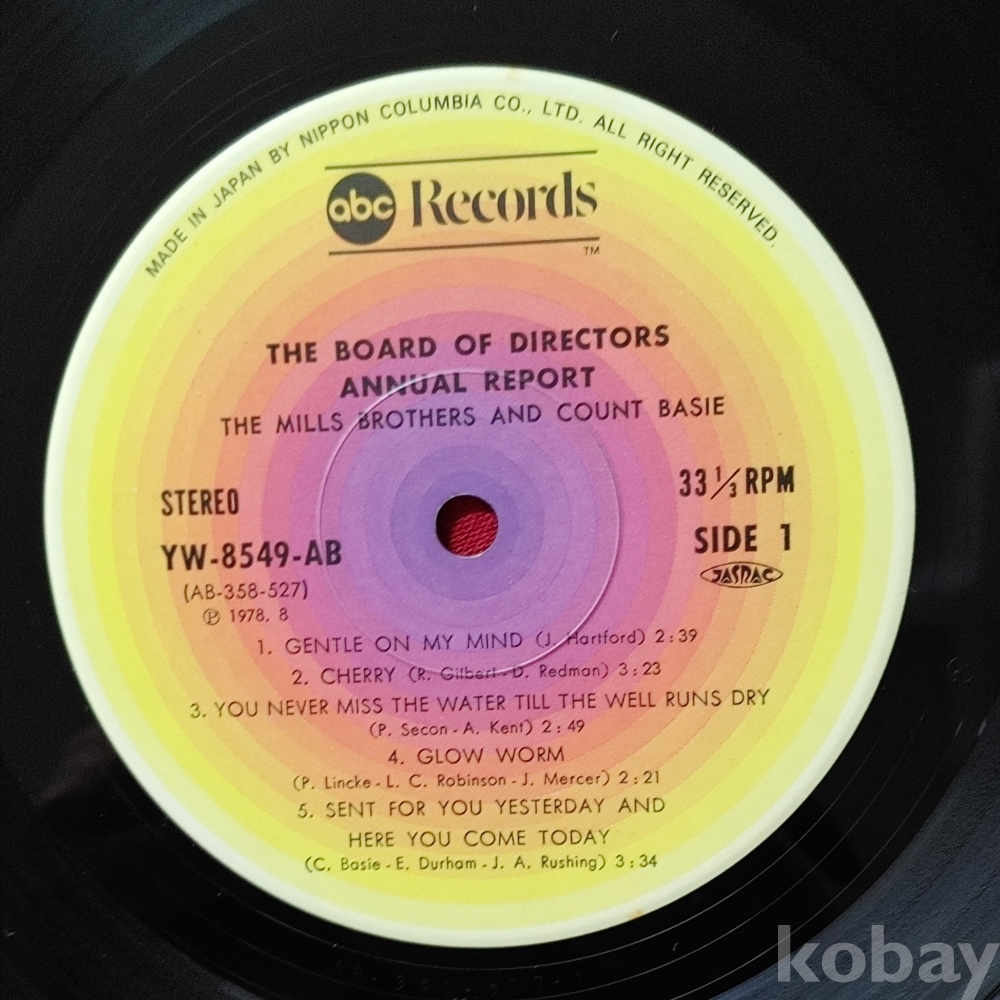 MADE IN JAPAN BY NIPPON COLUMBIA CO., LTD. ALL RIGHT RESERVED.
abc Records
TM
THE BOARD OF DIRECTORS
ANNUAL REPORT
THE MILLS BROTHERS AND COUNT BASIE
STEREO
33 1/3 RPM
YW-8549-AB
SIDE 1
(AB-358-527)
JASRAC
Ⓟ 1978. 8
1. GENTLE ON MY MIND (J. Hartford) 2:39
2. CHERRY (R. Gilbert - D. Redman) 3:23
3. YOU NEVER MISS THE WATER TILL THE WELL RUNS DRY
(P. Secon - A. Kent) 2:49
4. GLOW WORM
(P. Lincke - L. C. Robinson - J. Mercer) 2:21
5. SENT FOR YOU YESTERDAY AND
HERE YOU COME TODAY
(C. Basie - E. Durham - J. A. Rushing) 3:34
kobay